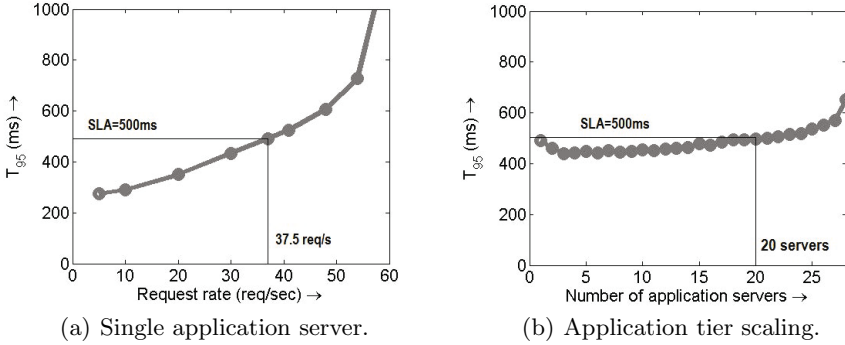 1000
800
600
400
200
0
T95 (ms) →
SLA=500ms
37.5 req/s
0 10 20 30 40 50 60
Request rate (req/sec) →
(a) Single application server.
1000
800
600
400
200
0
T95 (ms) →
SLA=500ms
20 servers
0 5 10 15 20 25
Number of application servers →
(b) Application tier scaling.